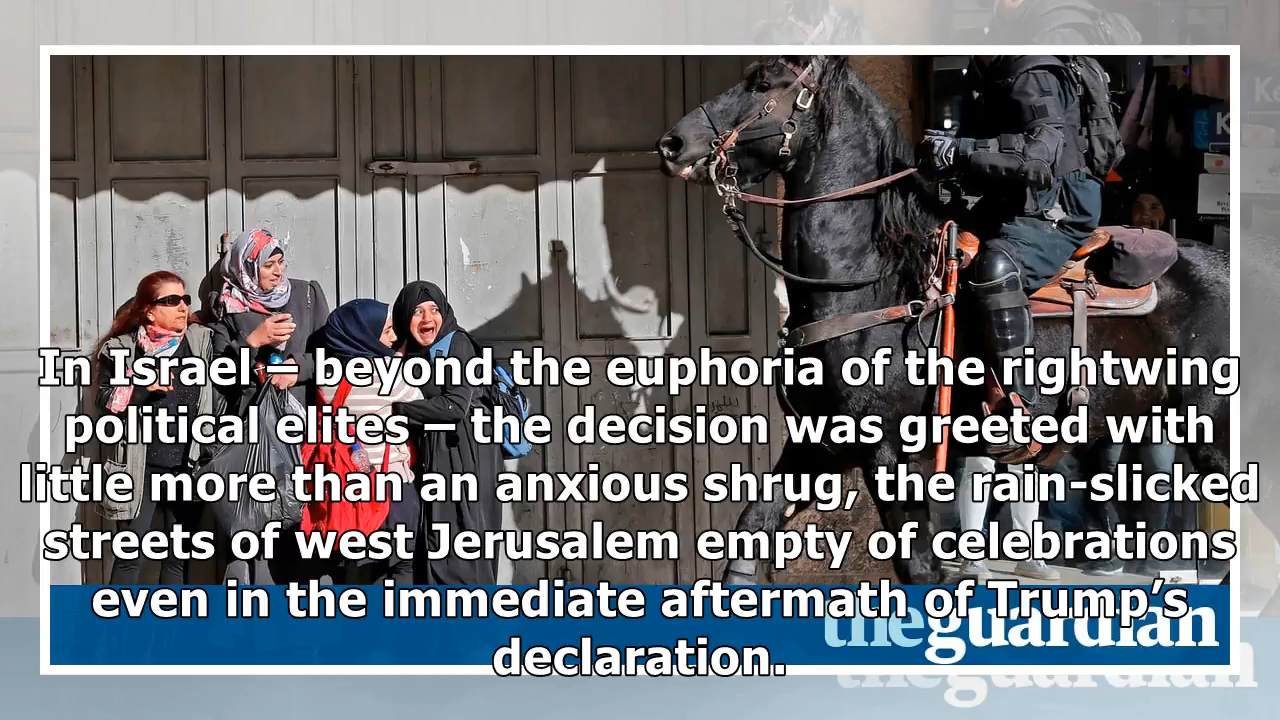 In Israel – beyond the euphoria of the rightwing
political elites – the decision was greeted with
little more than an anxious shrug, the rain-slicked
streets of west Jerusalem empty of celebrations
even in the immediate aftermath of Trump’s
declaration.
theguardian
theguardian